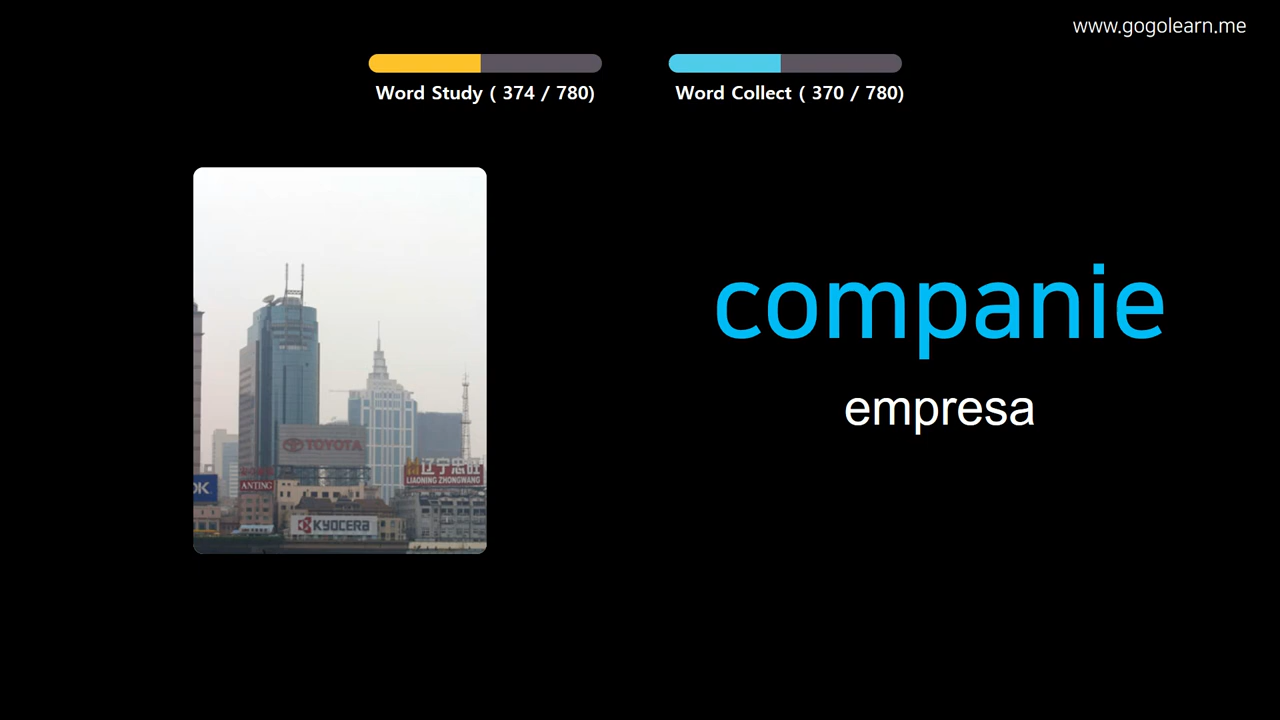 www.gogolearn.me
Word Study ( 374 / 780)
Word Collect ( 370 / 780)
companie
empresa
TOYOTA
辽宁忠旺
LIAONING ZHONGWANG
OK
ANTING
KYOCERA